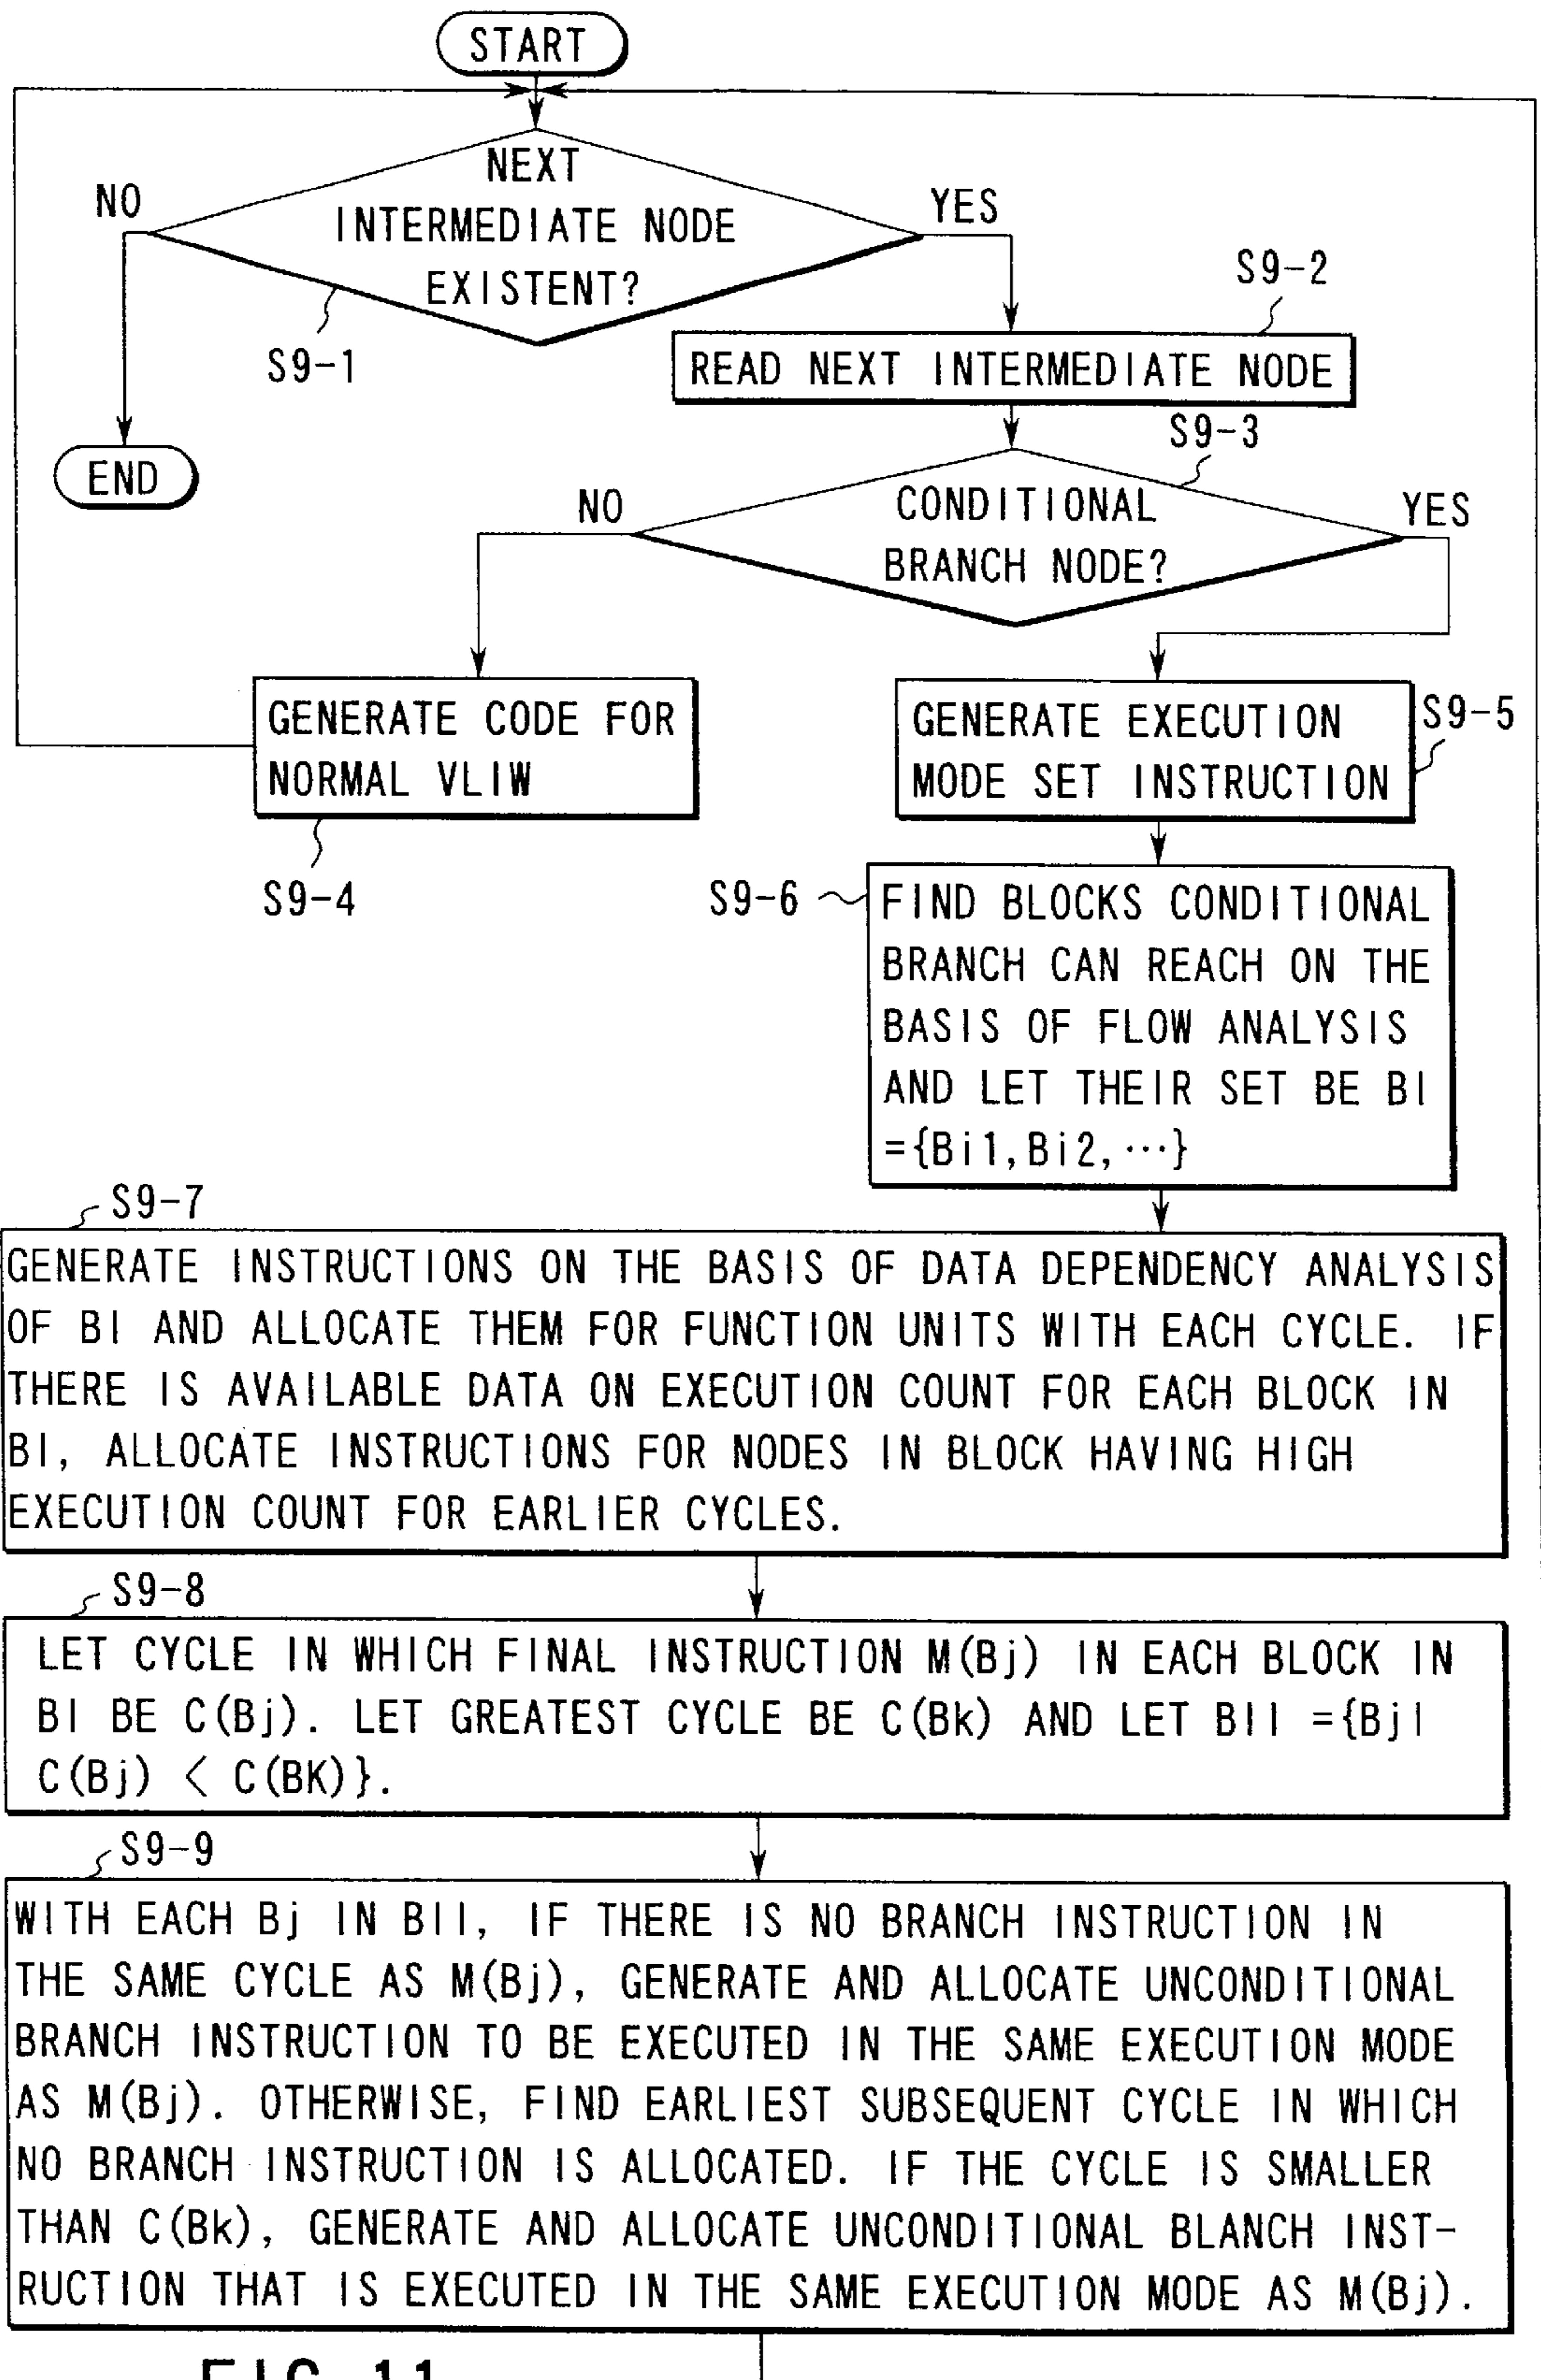 START
NEXT
INTERMEDIATE NODE
EXISTENT?
NO
YES
S9-1
S9-2
READ NEXT INTERMEDIATE NODE
END
S9-3
CONDITIONAL
BRANCH NODE?
NO
YES
GENERATE CODE FOR
NORMAL VLIW
S9-4
GENERATE EXECUTION
MODE SET INSTRUCTION
S9-5
S9-6
FIND BLOCKS CONDITIONAL
BRANCH CAN REACH ON THE
BASIS OF FLOW ANALYSIS
AND LET THEIR SET BE BI
={Bi1,Bi2,…}
S9-7
GENERATE INSTRUCTIONS ON THE BASIS OF DATA DEPENDENCY ANALYSIS
OF BI AND ALLOCATE THEM FOR FUNCTION UNITS WITH EACH CYCLE. IF
THERE IS AVAILABLE DATA ON EXECUTION COUNT FOR EACH BLOCK IN
BI, ALLOCATE INSTRUCTIONS FOR NODES IN BLOCK HAVING HIGH
EXECUTION COUNT FOR EARLIER CYCLES.
S9-8
LET CYCLE IN WHICH FINAL INSTRUCTION M(Bj) IN EACH BLOCK IN
BI BE C(Bj). LET GREATEST CYCLE BE C(Bk) AND LET BII ={Bj|
C(Bj) < C(BK)}.
S9-9
WITH EACH Bj IN BII, IF THERE IS NO BRANCH INSTRUCTION IN
THE SAME CYCLE AS M(Bj), GENERATE AND ALLOCATE UNCONDITIONAL
BRANCH INSTRUCTION TO BE EXECUTED IN THE SAME EXECUTION MODE
AS M(Bj). OTHERWISE, FIND EARLIEST SUBSEQUENT CYCLE IN WHICH
NO BRANCH INSTRUCTION IS ALLOCATED. IF THE CYCLE IS SMALLER
THAN C(Bk), GENERATE AND ALLOCATE UNCONDITIONAL BLANCH INST-
RUCTION THAT IS EXECUTED IN THE SAME EXECUTION MODE AS M(Bj).
FIG.11